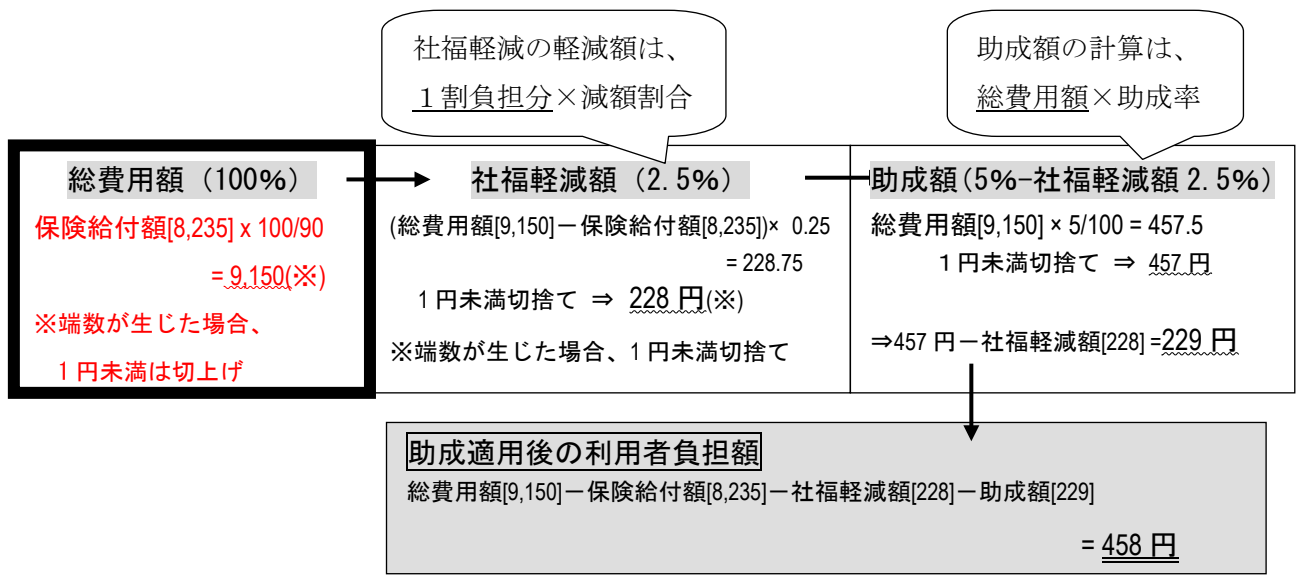 社福軽減の軽減額は、
１割負担分×減額割合
助成額の計算は、
総費用額×助成率
総費用額（100%）
保険給付額[8,235] x 100/90
= 9,150(※)
※端数が生じた場合、
1 円未満は切上げ
社福軽減額（2.5%）
(総費用額[9,150]－保険給付額[8,235])× 0.25
= 228.75
1 円未満切捨て ⇒ 228 円(※)
※端数が生じた場合、1 円未満切捨て
助成額(5%-社福軽減額 2.5%)
総費用額[9,150] × 5/100 = 457.5
1 円未満切捨て ⇒ 457 円
⇒457 円－社福軽減額[228] =229 円
助成適用後の利用者負担額
総費用額[9,150]－保険給付額[8,235]－社福軽減額[228]－助成額[229]
= 458 円